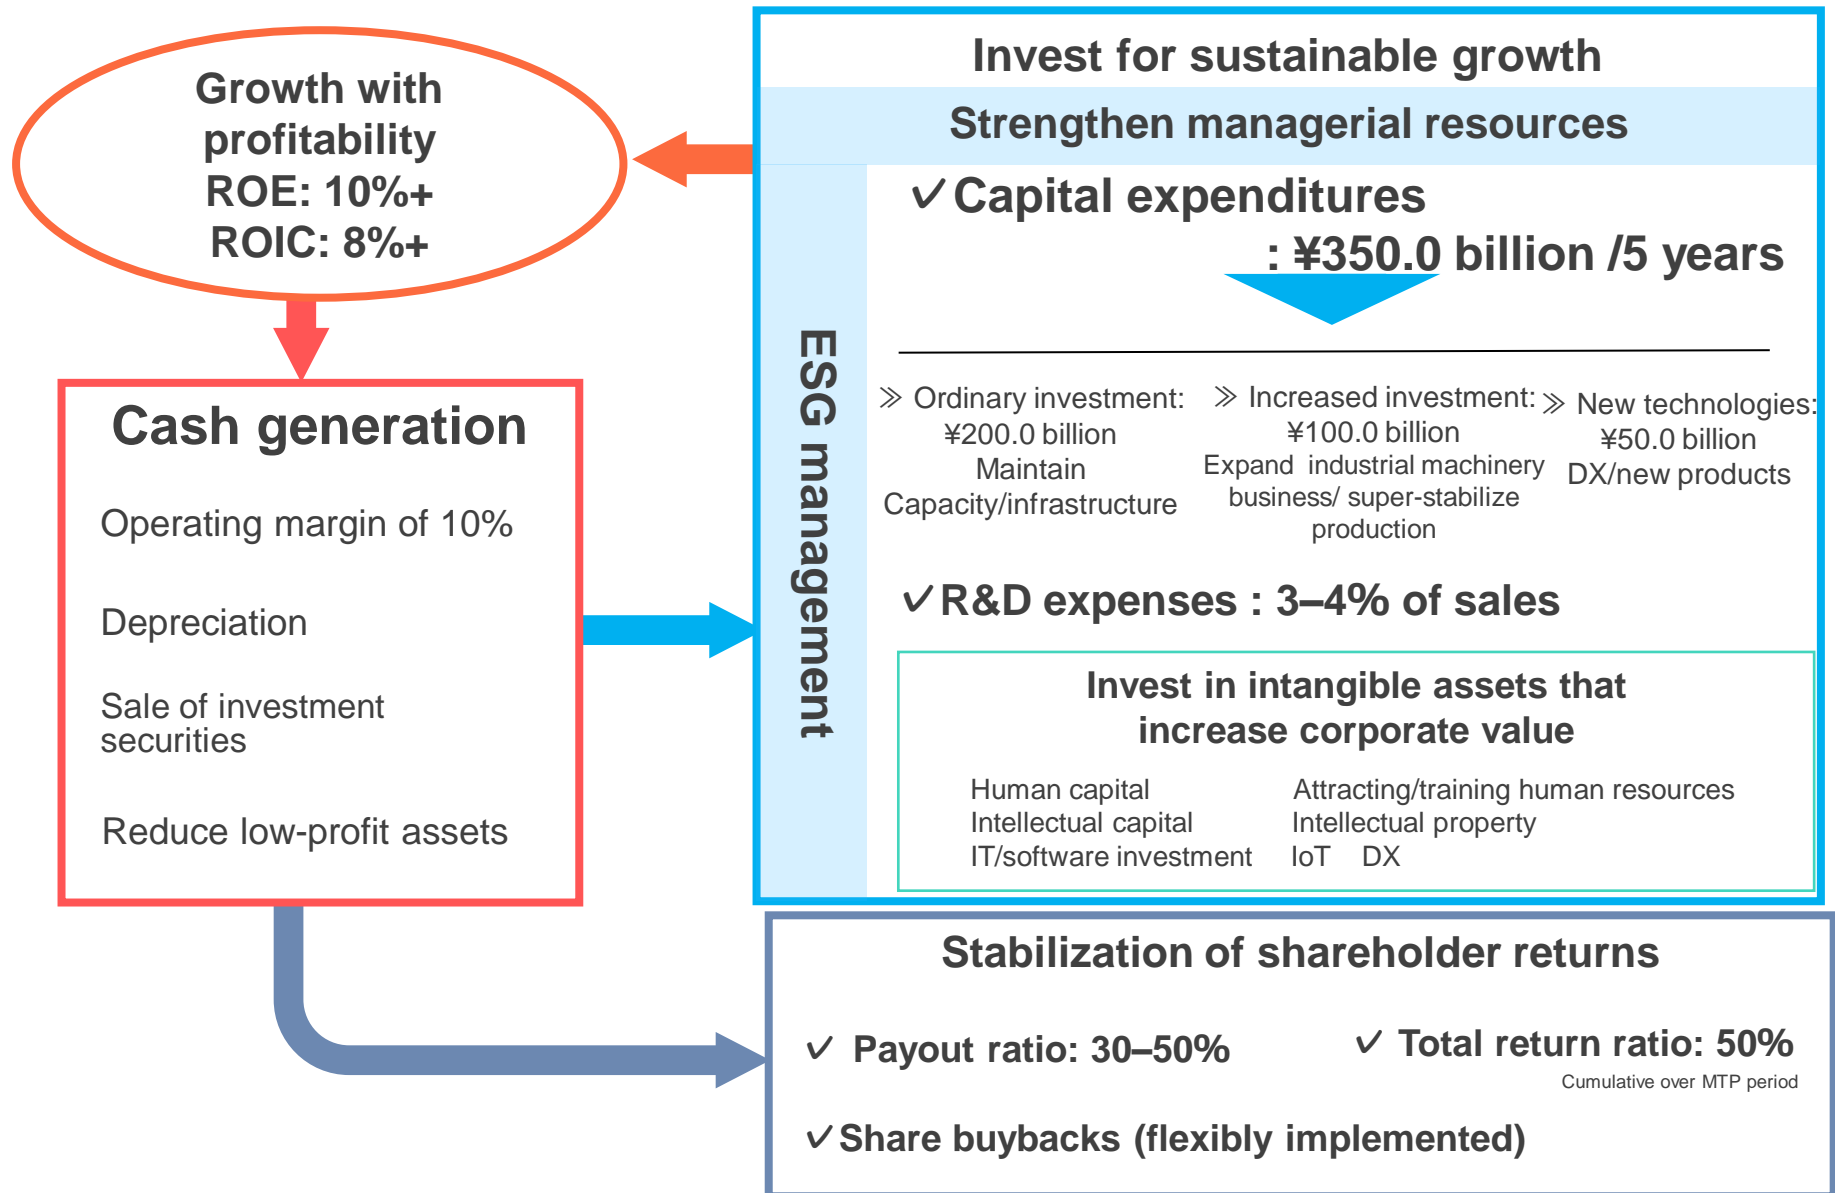 Growth with
profitability
ROE: 10%+
ROIC: 8%+
Cash generation
Operating margin of 10%
Depreciation
Sale of investment
securities
Reduce low-profit assets
Invest for sustainable growth
Strengthen managerial resources
ESG management
✓Capital expenditures
: ¥350.0 billion /5 years
≫ Ordinary investment:
¥200.0 billion
Maintain
Capacity/infrastructure
≫ Increased investment:
¥100.0 billion
Expand industrial machinery
business/ super-stabilize
production
≫ New technologies:
¥50.0 billion
DX/new products
✓R&D expenses : 3–4% of sales
Invest in intangible assets that
increase corporate value
Human capital Attracting/training human resources
Intellectual capital Intellectual property
IT/software investment IoT DX
Stabilization of shareholder returns
✓ Payout ratio: 30–50%
✓ Total return ratio: 50%
Cumulative over MTP period
✓Share buybacks (flexibly implemented)